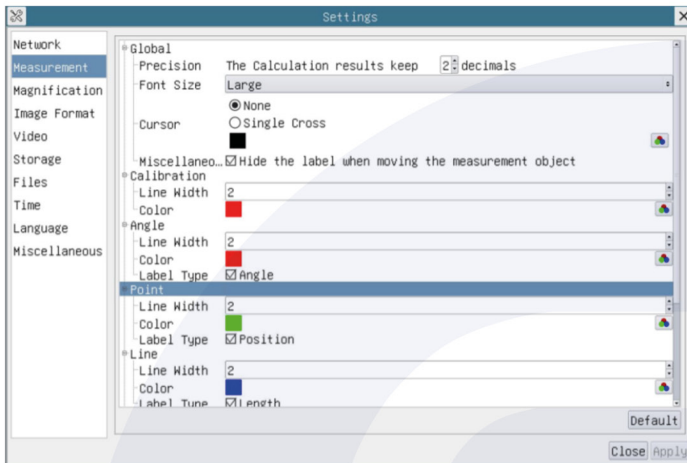 Settings
Network
Measurement
Magnification
Image Format
Video
Storage
Files
Time
Language
Miscellaneous
Global
Precision The Calculation results keep 2 decimals
Font Size Large
None
Cursor Single Cross
Miscellaneo... Hide the label when moving the measurement object
Calibration
Line Width 2
Color
Angle
Line Width 2
Color
Label Type Angle
Point
Line Width 2
Color
Label Type Position
Line
Line Width 2
Color
Label Type Length
Default
Close Apply